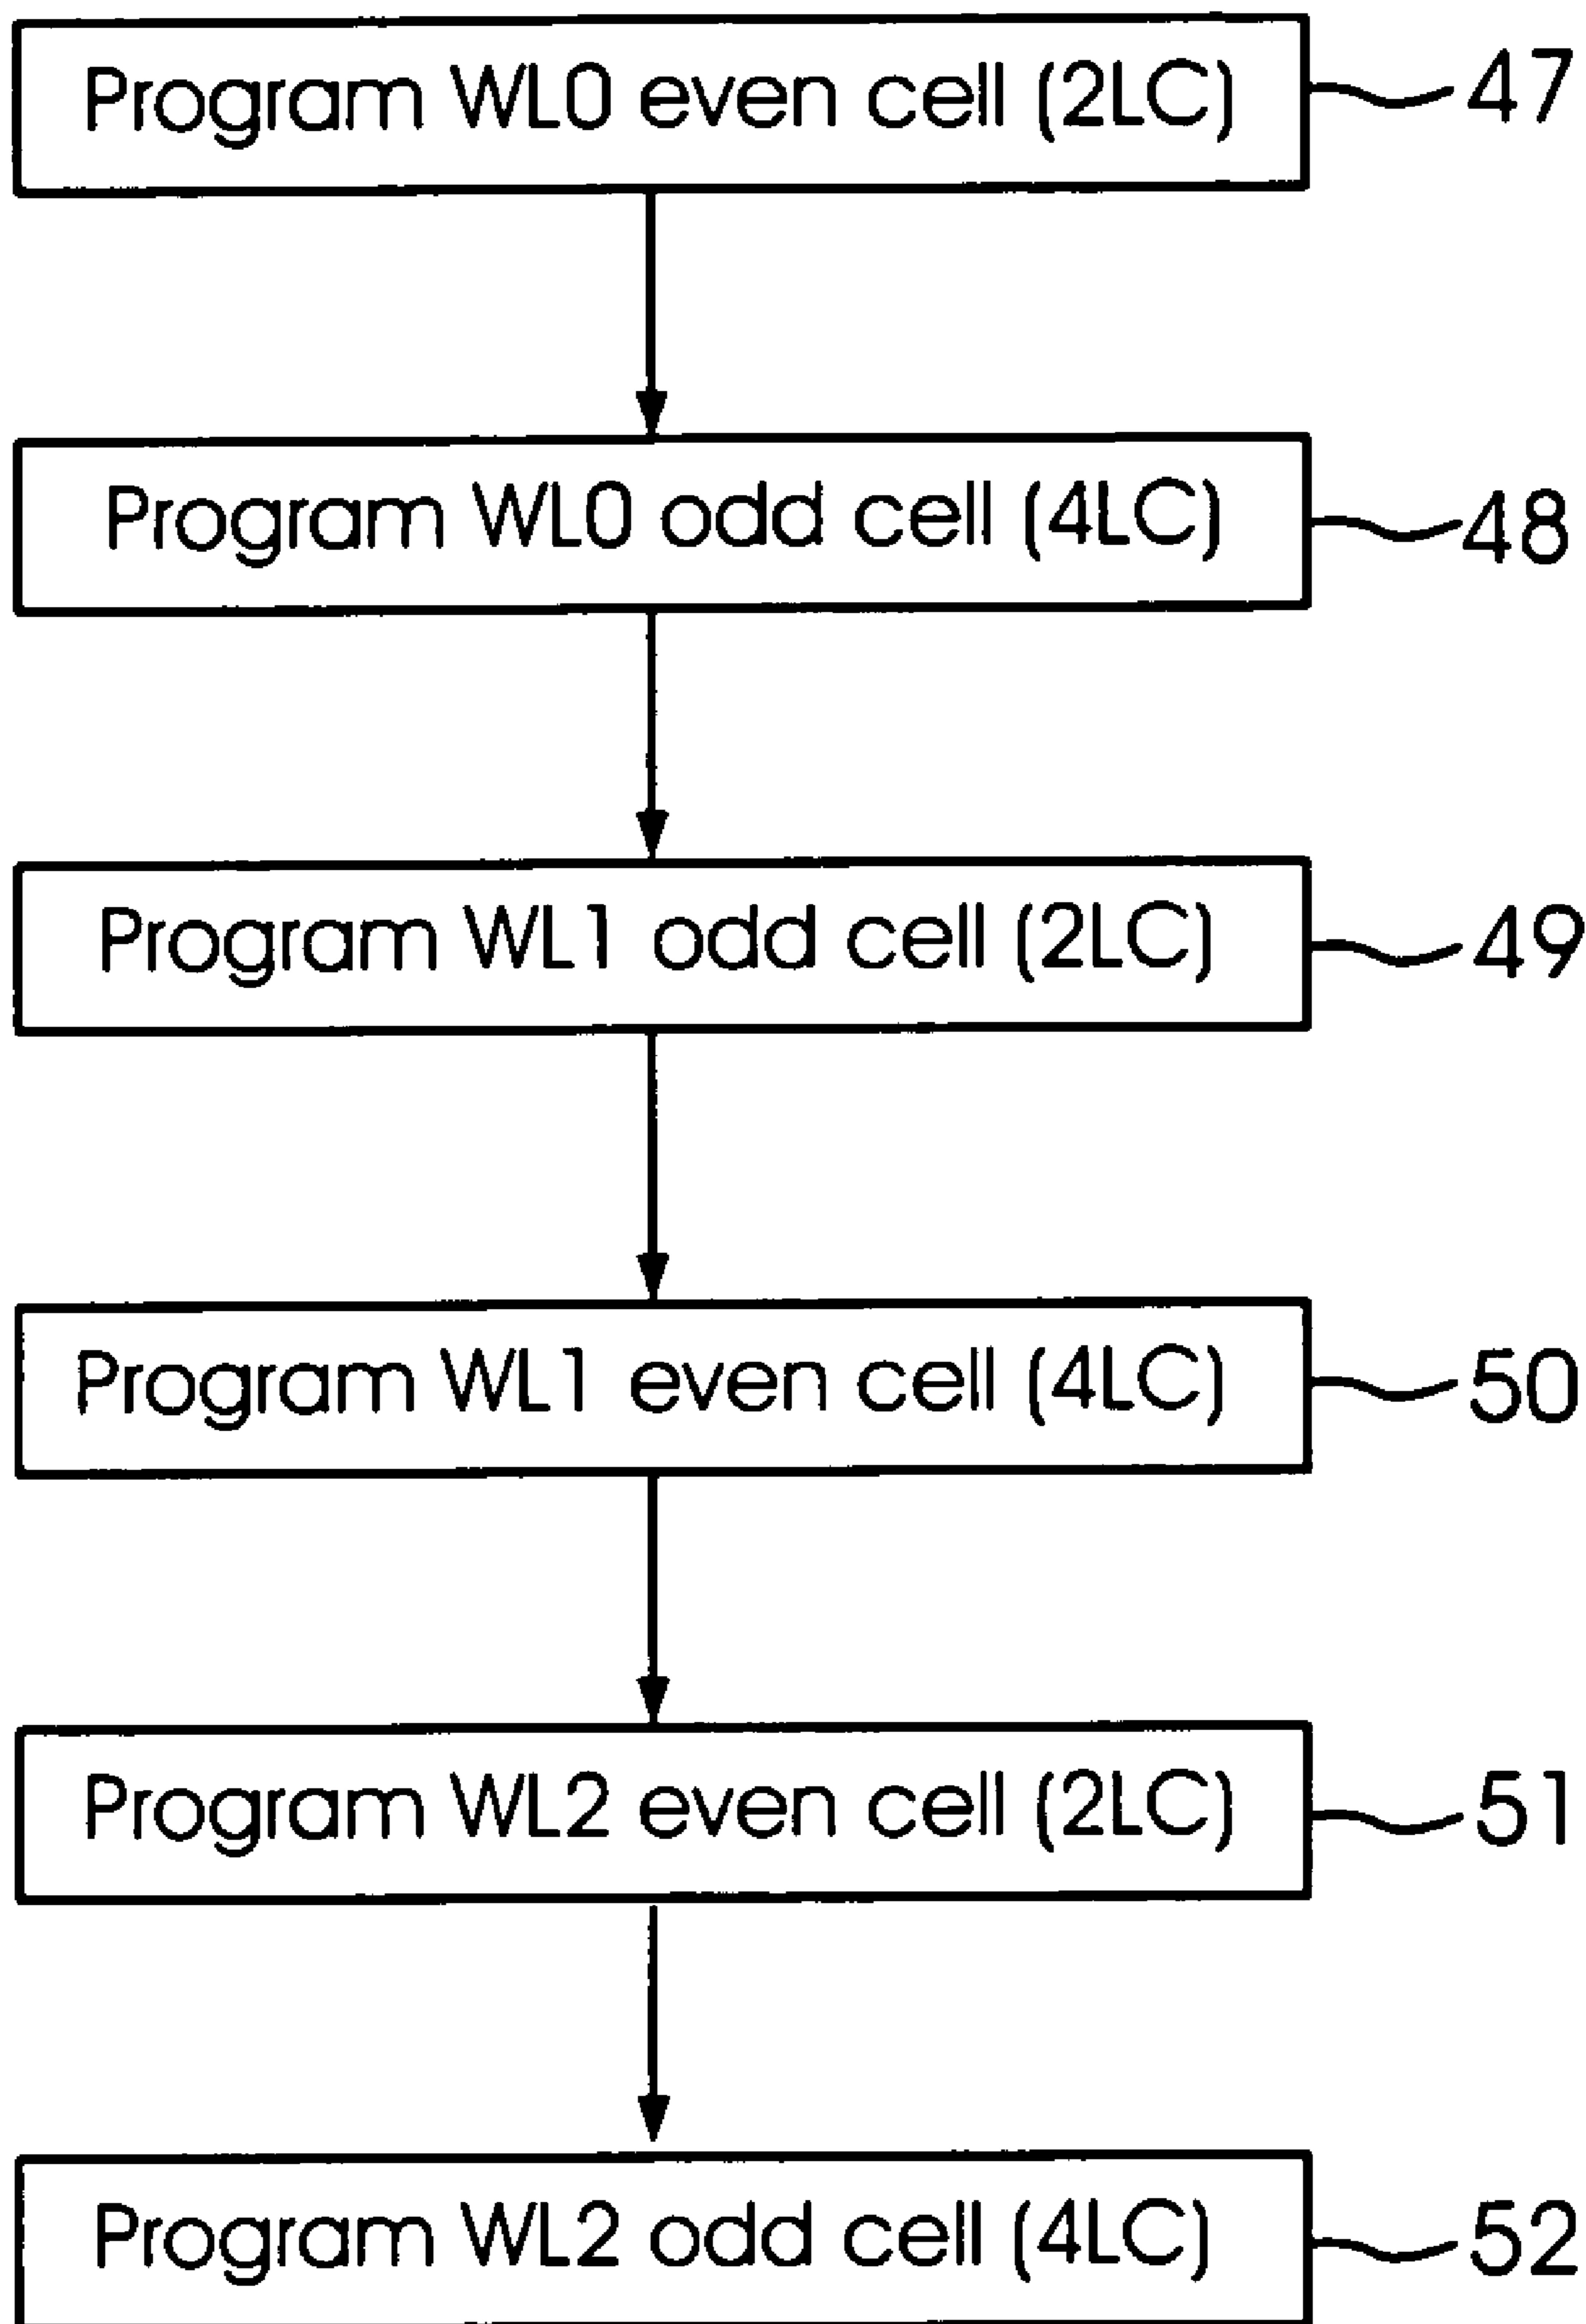 Program WL0 even cell (2LC) 47
Program WL0 odd cell (4LC) 48
Program WL1 odd cell (2LC) 49
Program WL1 even cell (4LC) 50
Program WL2 even cell (2LC) 51
Program WL2 odd cell (4LC) 52